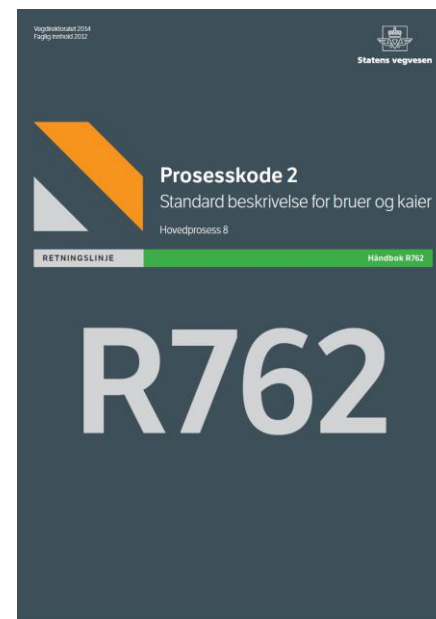 Vegdirektoratet 2014
Faglig innhold 2012
Statens vegvesen
Prosesskode 2
Standard beskrivelse for bruer og kaier
Hovedprosess 8
RETNINGSLINJE
Håndbok R762
R762